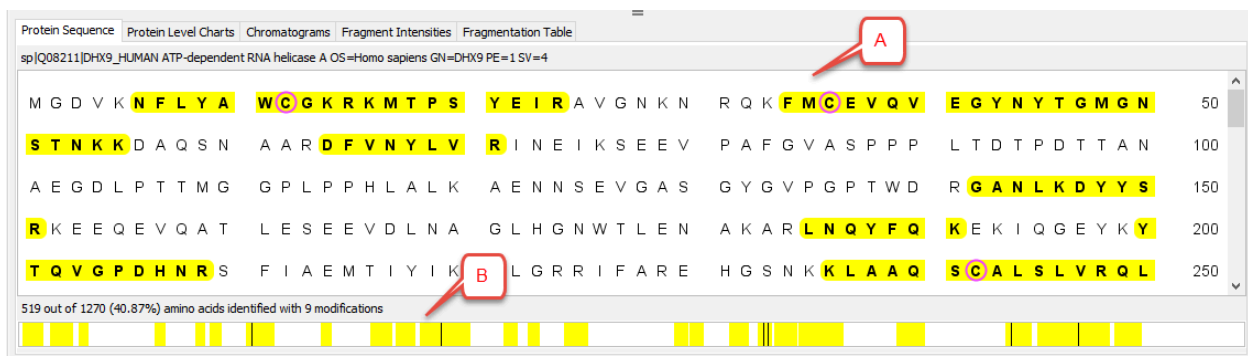 Protein Sequence Protein Level Charts Chromatograms Fragment Intensities Fragmentation Table
A
sp|Q08211|DHX9_HUMAN ATP-dependent RNA helicase A OS=Homo sapiens GN=DHX9 PE=1 SV=4
M G D V K N F L Y A W C G K R K M T P S Y E I R A V G N K N R Q K F M C E V Q V E G Y N Y T G M G N 50
S T N K K D A Q S N A A R D F V N Y L V R I N E I K S E E V P A F G V A S P P P L T D T P D T T A N 100
A E G D L P T T M G G P L P P H L A L K A E N N S E V G A S G Y G V P G P T W D R G A N L K D Y Y S 150
R K E E Q E V Q A T L E S E E V D L N A G L H G N W T L E N A K A R L N Q Y F Q K E K I Q G E Y K Y 200
T Q V G P D H N R S F I A E M T I Y I K L G R R I F A R E H G S N K K L A A Q S C A L S L V R Q L 250
B
519 out of 1270 (40.87%) amino acids identified with 9 modifications